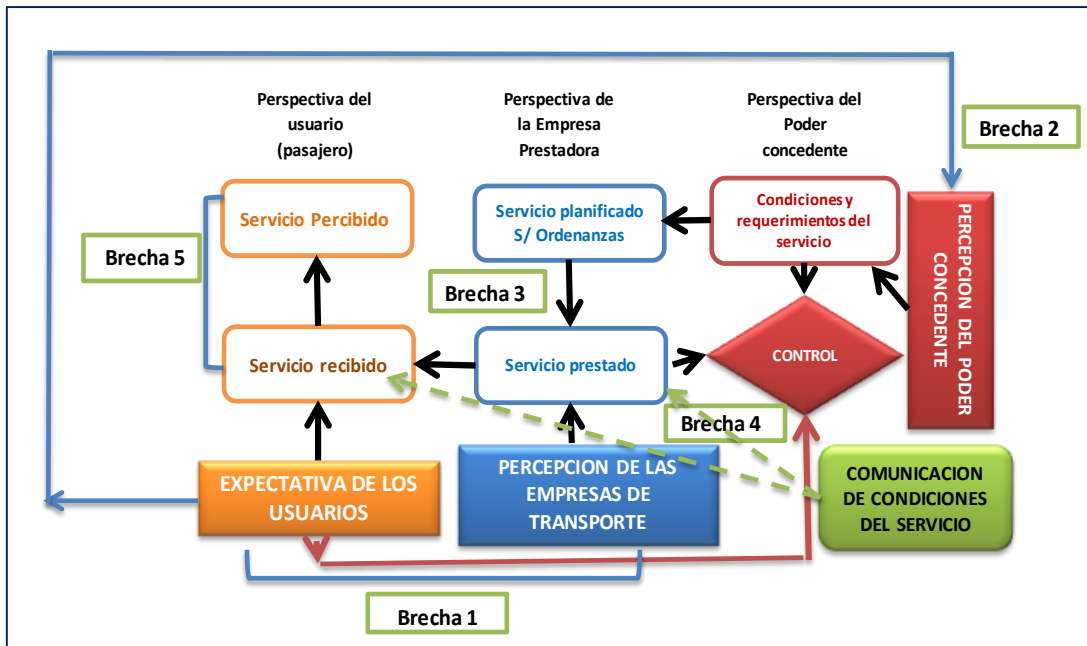 Perspectiva del
usuario
(pasajero)
Perspectiva de
la Empresa
Prestadora
Perspectiva del
Poder
concedente
Brecha 2
Servicio Percibido
Servicio planificado
S/ Ordenanzas
Condiciones y
requerimientos del
servicio
PERCEPCION DEL PODER
CONCEDENTE
Brecha 5
Brecha 3
Servicio recibido
Servicio prestado
CONTROL
Brecha 4
EXPECTATIVA DE LOS
USUARIOS
PERCEPCION DE LAS
EMPRESAS DE
TRANSPORTE
COMUNICACION
DE CONDICIONES
DEL SERVICIO
Brecha 1